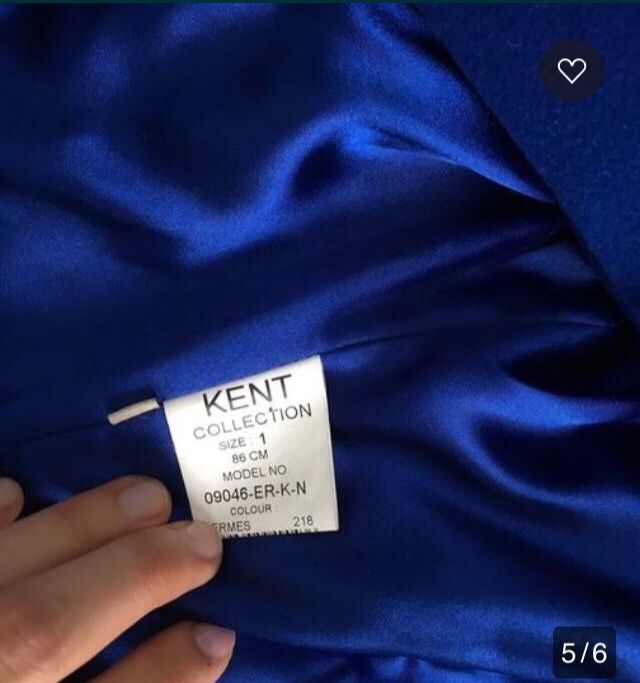 KENT
COLLECTION
SIZE : 1
86 CM
MODEL NO
09046-ER-K-N
COLOUR :
ERMES 218
5/6